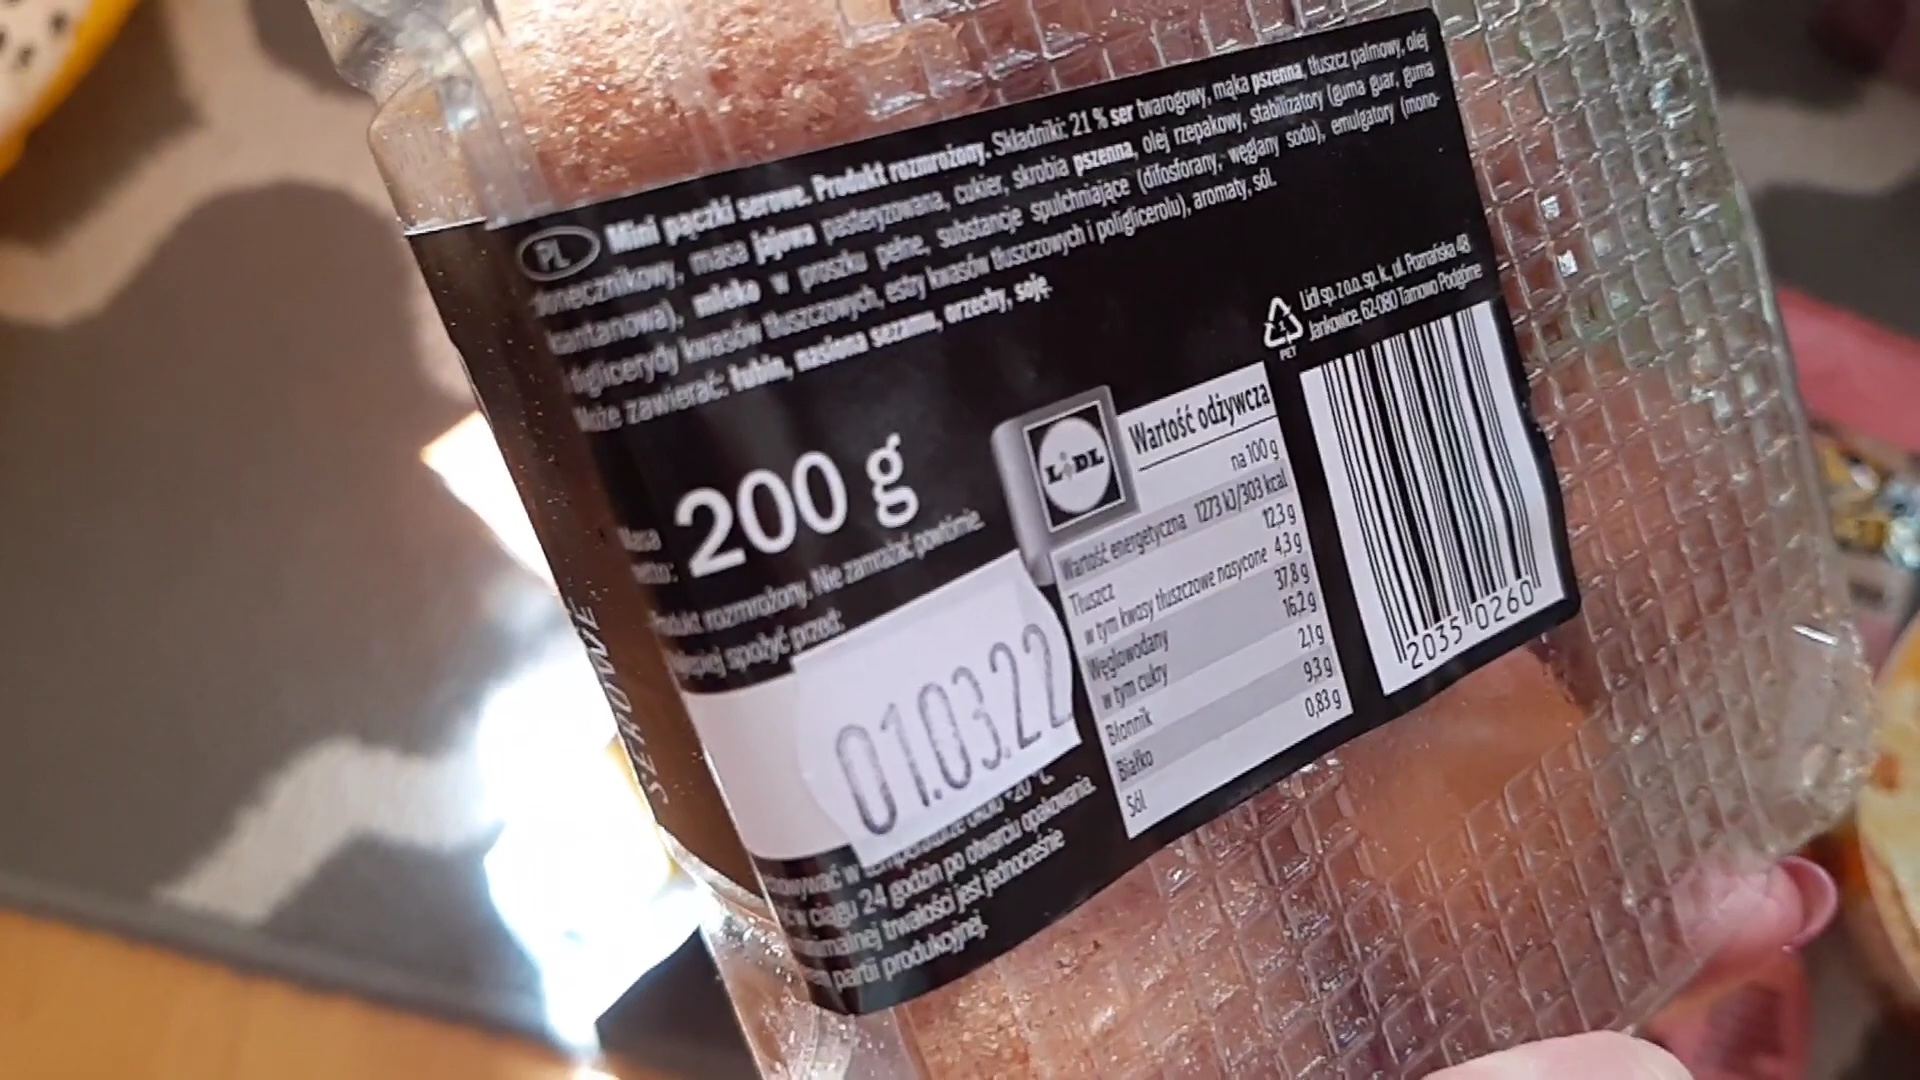 PL Mini pączki serowe. Produkt rozmrożony. Składniki: 21 % ser twarogowy, mąka pszenna, tłuszcz palmowy, olej
słonecznikowy, masa jajowa pasteryzowana, cukier, skrobia pszenna, olej rzepakowy, stabilizatory (guma guar, guma
ksantanowa), mleko w proszku pełne, substancje spulchniające (difosforany, węglany sodu), emulgatory (mono-
diglicerydy kwasów tłuszczowych, estry kwasów tłuszczowych i poliglicerolu), aromaty, sól.
Może zawierać: łubin, nasiona sezamu, orzechy, soję.
Lidl sp. z o.o. sp. k., ul. Poznańska 48
Jankowice, 62-080 Tarnowo Podgórne
1
PET
Masa
200 g
Produkt rozmrożony. Nie zamrażać powtórnie.
spożyć przed:
01.03.22
w temperaturze około +20 °C.
w ciągu 24 godzin po otwarciu opakowania.
trwałości jest jednocześnie
partii produkcyjnej.
LIDL
Wartość odżywcza
na 100 g
Wartość energetyczna 1273 kJ/303 kcal
Tłuszcz 12,3 g
w tym kwasy tłuszczowe nasycone 4,3 g
Węglowodany 37,8 g
w tym cukry 16,2 g
Błonnik 2,1 g
Białko 9,3 g
Sól 0,83 g
2035 0260
SEROWE